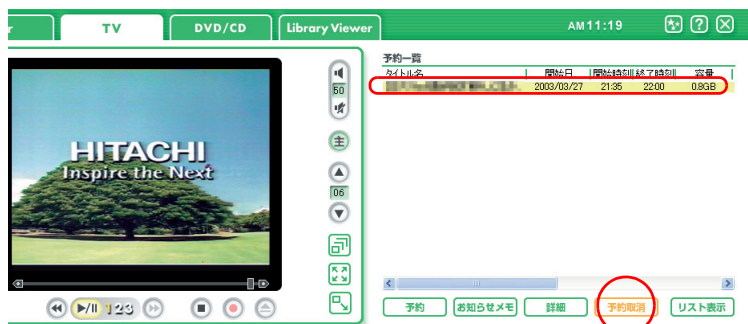 r
TV
DVD/CD
Library Viewer
AM11:19
?
HITACHI
Inspire the Next
50
主
06
1 2 3
予約一覧
タイトル名 開始日 開始時刻 終了時刻 容量
2003/03/27 21:35 22:00 0.8GB
予約 お知らせメモ 詳細 予約取消 リスト表示